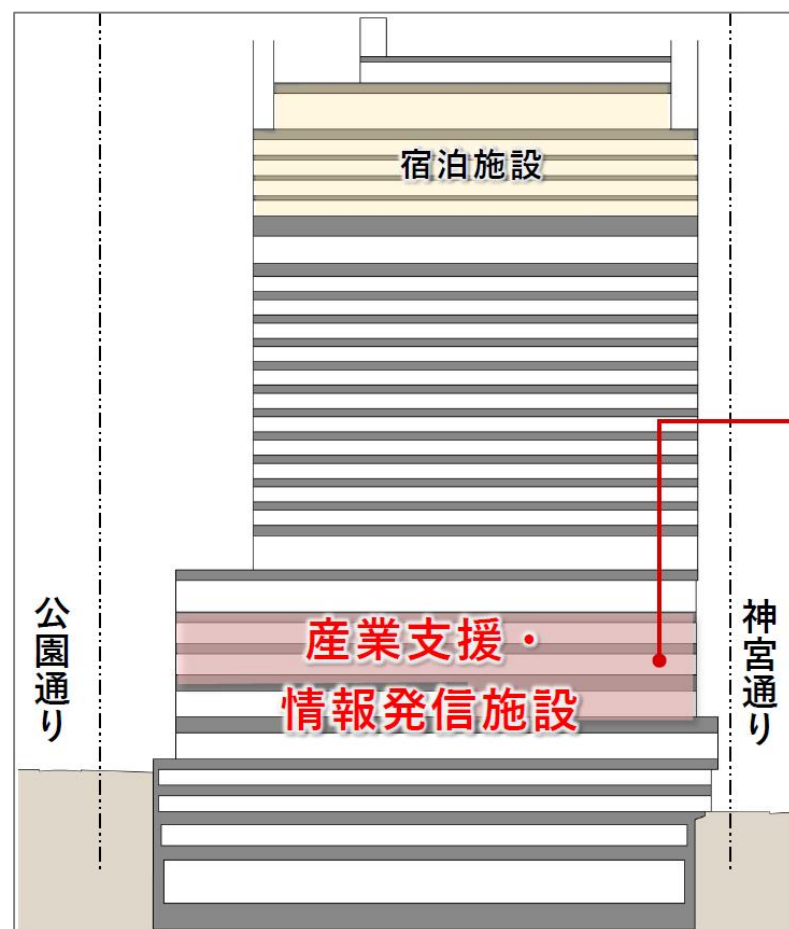 宿泊施設
産業支援・
情報発信施設
公園通り
神宮通り